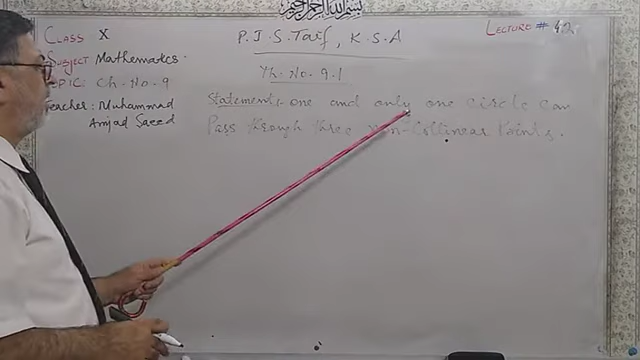 بسم الله الرحمن الرحيم
P.I.S.Taif, K.S.A
Lecture # 42
Class X
Subject Mathematics.
Topic: Ch.No.9
Teacher: Muhammad
Amjad Saeed
Th.No.9.1
Statement, one and only one circle can
Pass through three Non-Collinear Points.